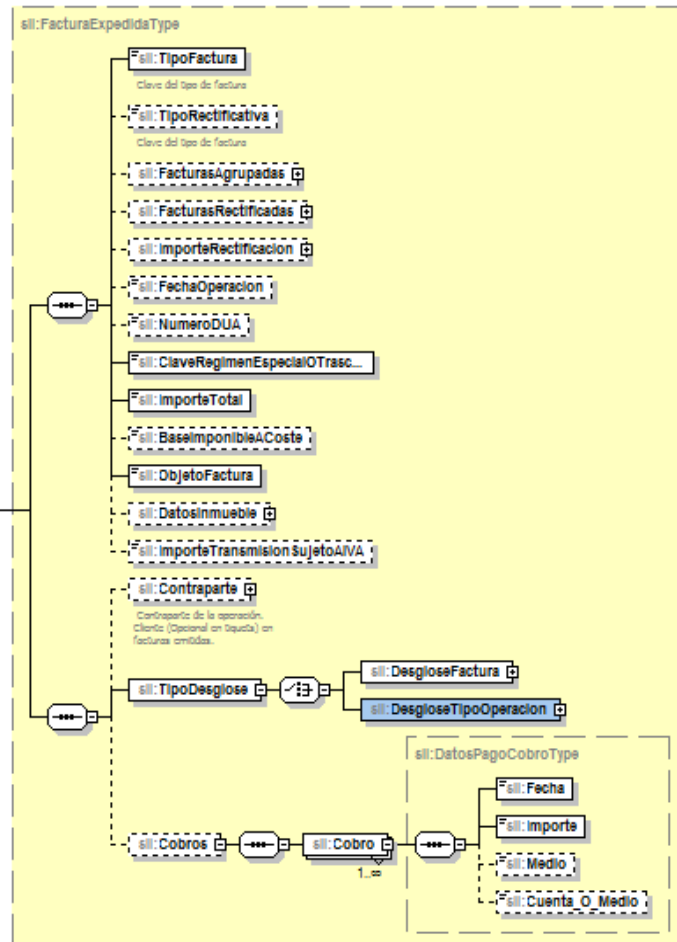 sii:FacturaExpedidaType
sii:TipoFactura
Clave del tipo de factura
sii:TipoRectificativa
Clave del tipo de factura
sii:FacturasAgrupadas
sii:FacturasRectificadas
sii:ImporteRectificacion
sii:FechaOperacion
sii:NumeroDUA
sii:ClaveRegimenEspecialOTrasc...
sii:ImporteTotal
sii:BaseImponibleACoste
sii:ObjetoFactura
sii:DatosInmueble
sii:ImporteTransmisionSujetoAIVA
sii:Contraparte
Contraparte de la operación.
Cliente (Opcional en tiquets) en
facturas emitidas.
sii:TipoDesglose
sii:DesgloseFactura
sii:DesgloseTipoOperacion
sii:DatosPagoCobroType
sii:Cobros
sii:Cobro
1..∞
sii:Fecha
sii:Importe
sii:Medio
sii:Cuenta_O_Medio